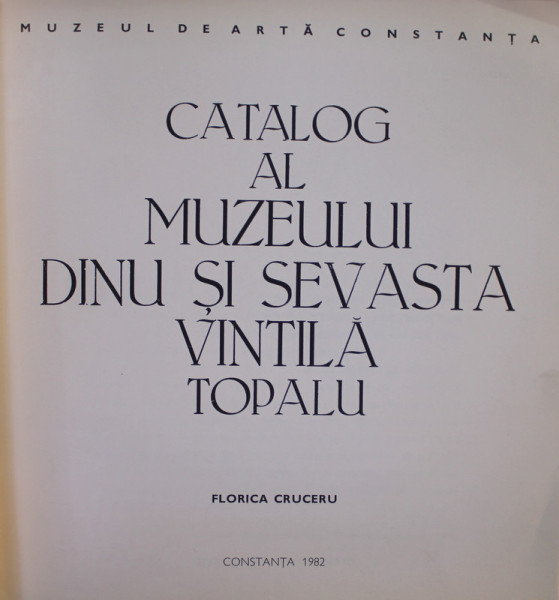 MUZEUL DE ARTĂ CONSTANȚA
CATALOG
AL
MUZEULUI
DINU ȘI SEVASTA
VINTILĂ
TOPALU
FLORICA CRUCERU
CONSTANȚA 1982